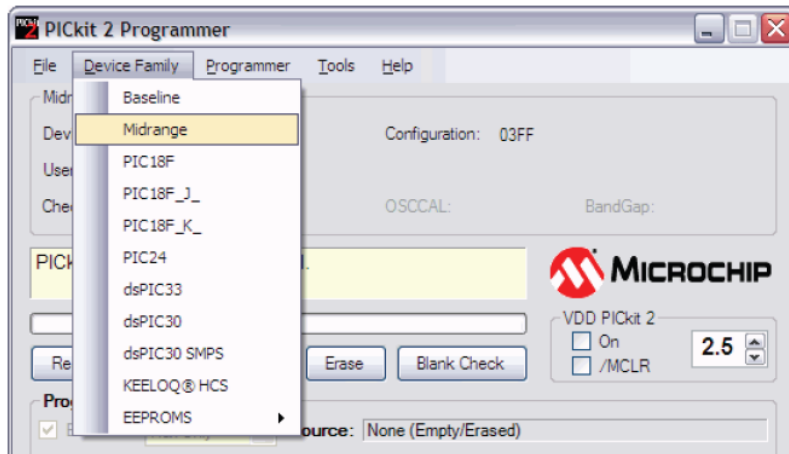 PICkit 2 Programmer
File Device Family Programmer Tools Help
Baseline
Midrange
PIC18F
PIC18F_J_
PIC18F_K_
PIC24
dsPIC33
dsPIC30
dsPIC30 SMPS
KEELOQ® HCS
EEPROMS
Configuration: 03FF
OSCCAL: BandGap:
MICROCHIP
VDD PICkit 2
On
/MCLR
2.5
Erase Blank Check
None (Empty/Erased)